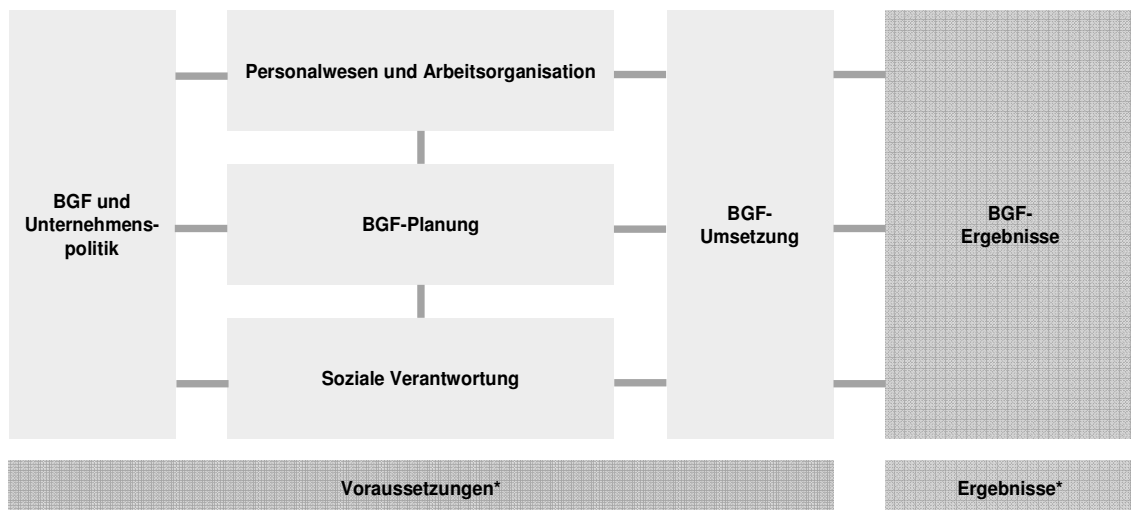 Personalwesen und Arbeitsorganisation
BGF und
Unternehmens-
politik
BGF-Planung
BGF-
Umsetzung
BGF-
Ergebnisse
Soziale Verantwortung
Voraussetzungen*
Ergebnisse*